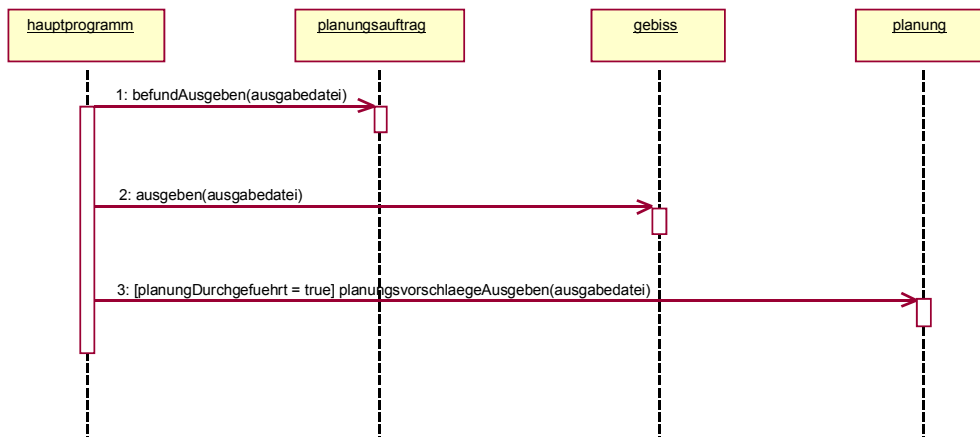 hauptprogramm
planungsauftrag
gebiss
planung
1: befundAusgeben(ausgabedatei)
2: ausgeben(ausgabedatei)
3: [planungDurchgefuehrt = true] planungsvorschlaegeAusgeben(ausgabedatei)